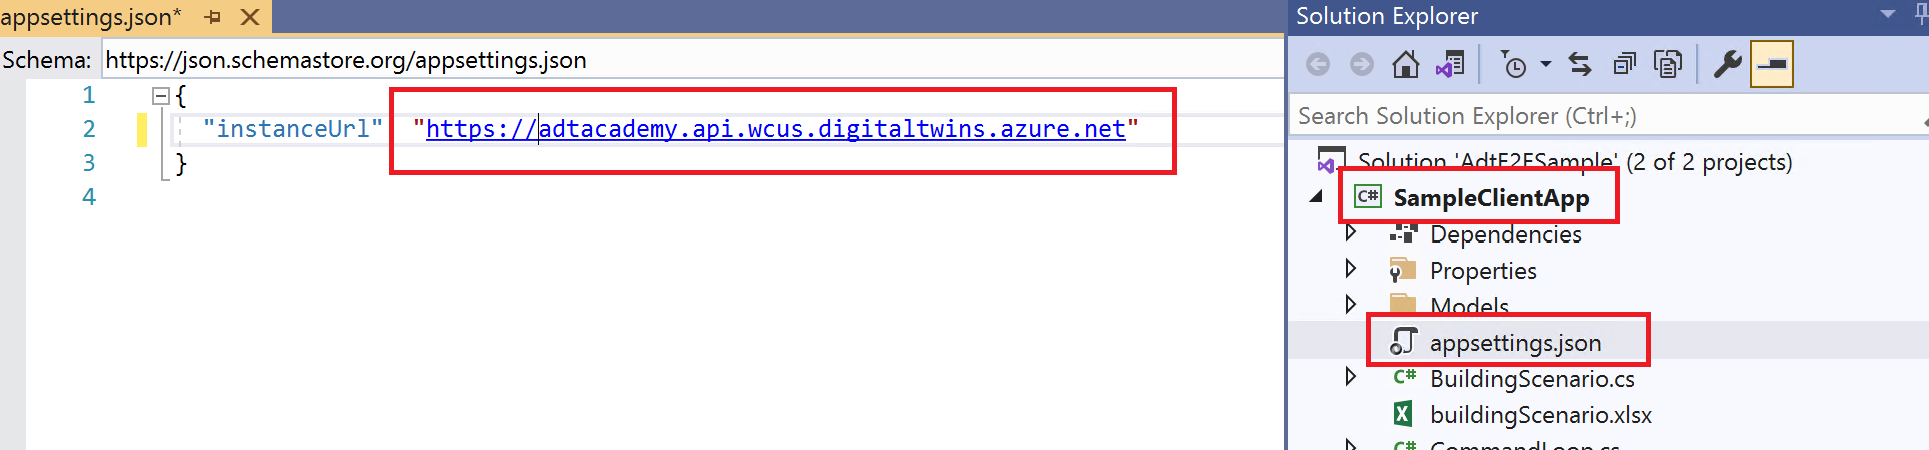 appsettings.json*
Schema: https://json.schemastore.org/appsettings.json
1 {
2 "instanceUrl" "https://adtacademy.api.wcus.digitaltwins.azure.net"
3 }
4
Solution Explorer
Search Solution Explorer (Ctrl+;)
Solution 'AdtE2ESample' (2 of 2 projects)
C# SampleClientApp
Dependencies
Properties
Models
appsettings.json
C# BuildingScenario.cs
buildingScenario.xlsx
C# CommandLoop.cs